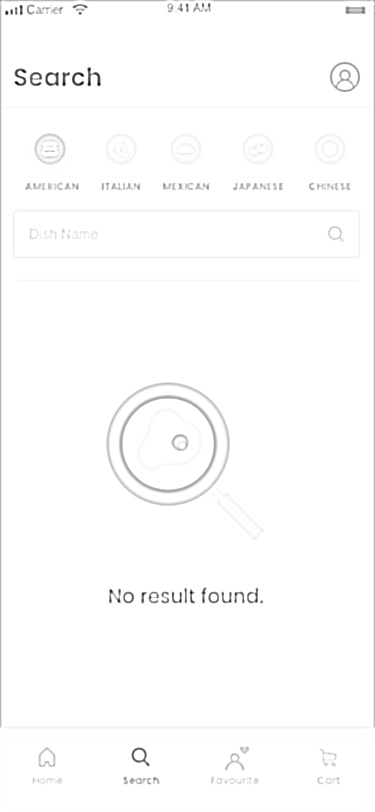 Carrier 9:41 AM
Search
AMERICAN ITALIAN MEXICAN JAPANESE CHINESE
Dish Name
No result found.
Home Search Favourite Cart